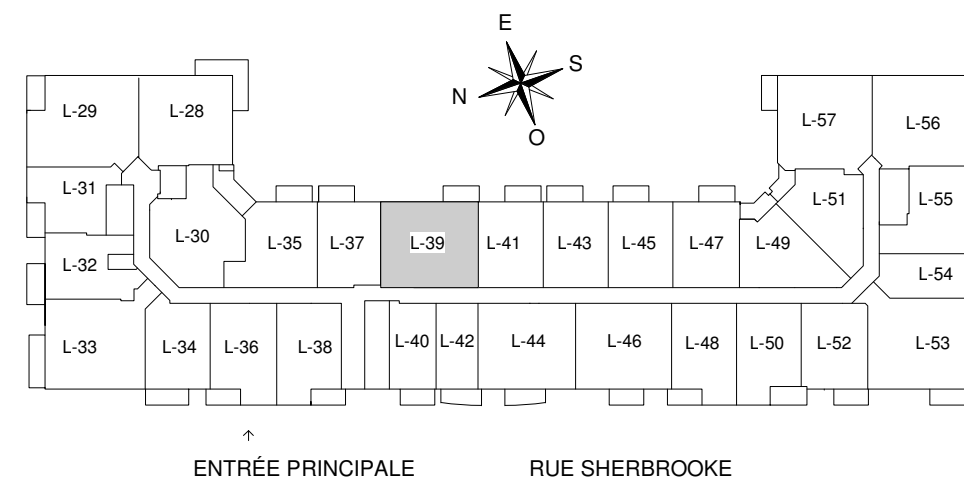 E
S
N
O
L-29
L-28
L-57
L-56
L-31
L-55
L-51
L-30
L-35
L-37
L-39
L-41
L-43
L-45
L-47
L-49
L-32
L-54
L-33
L-34
L-36
L-38
L-40
L-42
L-44
L-46
L-48
L-50
L-52
L-53
ENTRÉE PRINCIPALE
RUE SHERBROOKE